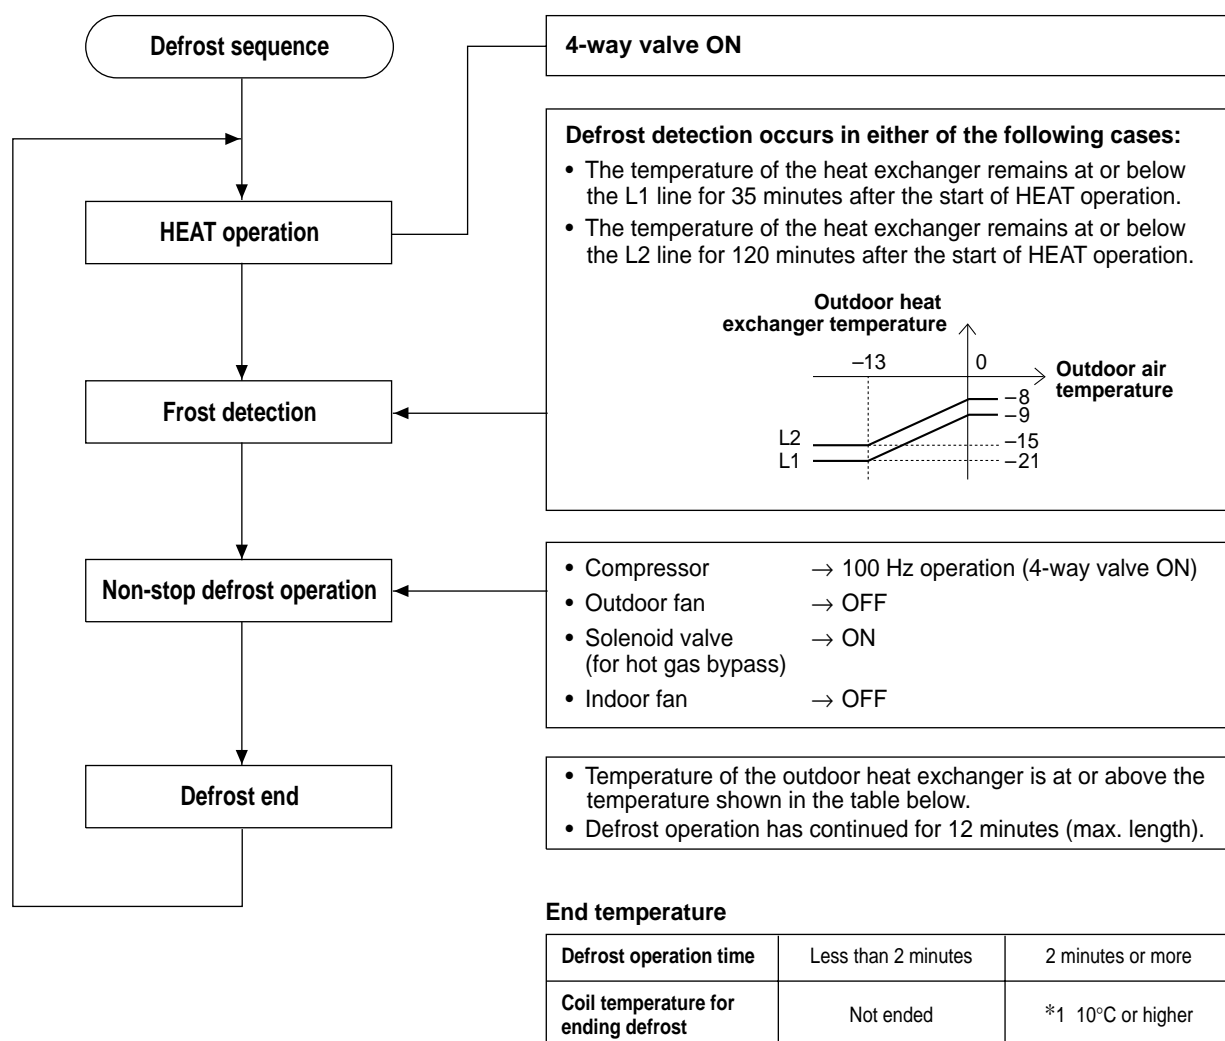 Defrost sequence
4-way valve ON
HEAT operation
Defrost detection occurs in either of the following cases:
• The temperature of the heat exchanger remains at or below
the L1 line for 35 minutes after the start of HEAT operation.
• The temperature of the heat exchanger remains at or below
the L2 line for 120 minutes after the start of HEAT operation.
Outdoor heat
exchanger temperature
–13
0
Outdoor air
temperature
–8
–9
L2
–15
L1
–21
Frost detection
Non-stop defrost operation
• Compressor → 100 Hz operation (4-way valve ON)
• Outdoor fan → OFF
• Solenoid valve → ON
(for hot gas bypass)
• Indoor fan → OFF
Defrost end
• Temperature of the outdoor heat exchanger is at or above the
temperature shown in the table below.
• Defrost operation has continued for 12 minutes (max. length).
End temperature
Defrost operation time Less than 2 minutes 2 minutes or more
Coil temperature for
ending defrost Not ended *1 10°C or higher